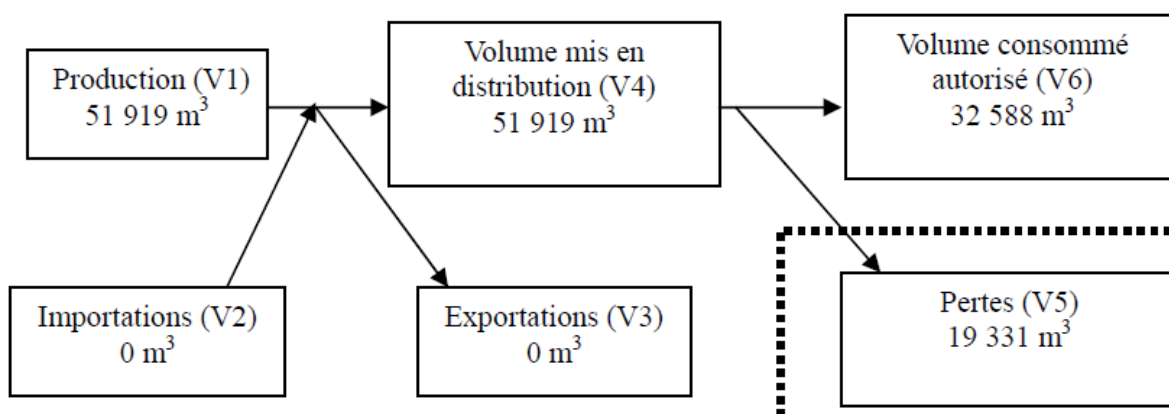 Production (V1)
51 919 m³
Volume mis en
distribution (V4)
51 919 m³
Volume consommé
autorisé (V6)
32 588 m³
Importations (V2)
0 m³
Exportations (V3)
0 m³
Pertes (V5)
19 331 m³